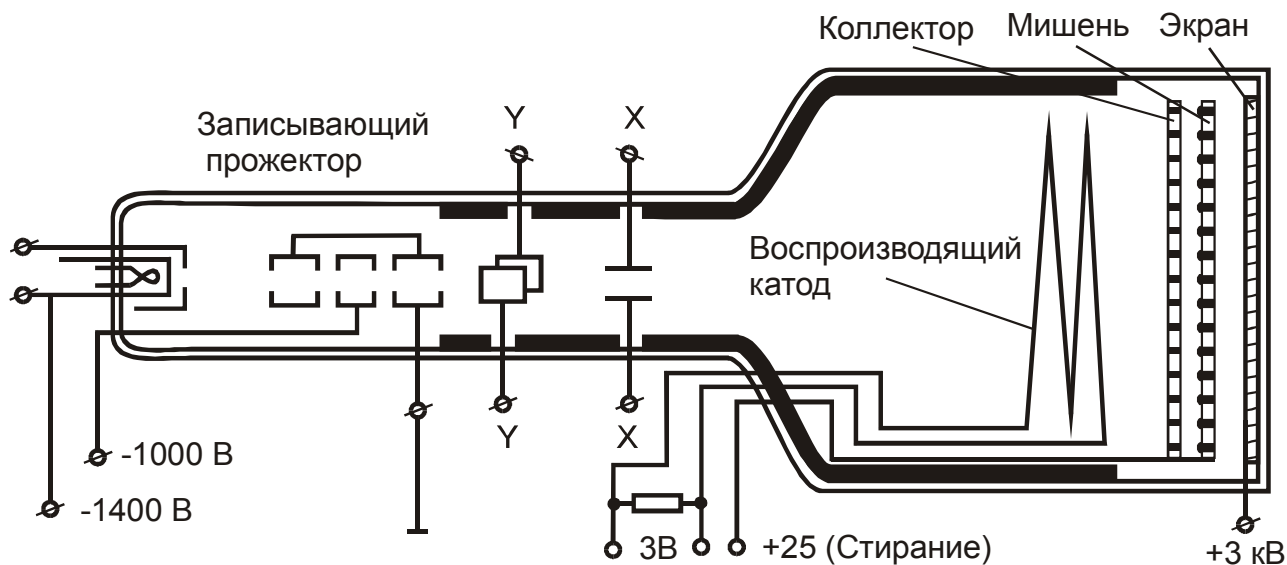 Коллектор Мишень Экран
Записывающий
прожектор
Y X
Воспроизводящий
катод
Y X
-1000 В
-1400 В
3В +25 (Стирание) +3 кВ